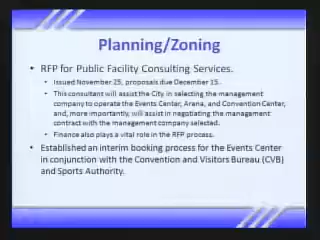 Planning/Zoning
• RFP for Public Facility Consulting Services.
• Issued November 25, proposals due December 15.
• This consultant will assist the City in selecting the management
company to operate the Events Center, Arena, and Convention Center,
and, more importantly, will assist in negotiating the management
contract with the management company selected.
• Finance also plays a vital role in the RFP process.
• Established an interim booking process for the Events Center
in conjunction with the Convention and Visitors Bureau (CVB)
and Sports Authority.